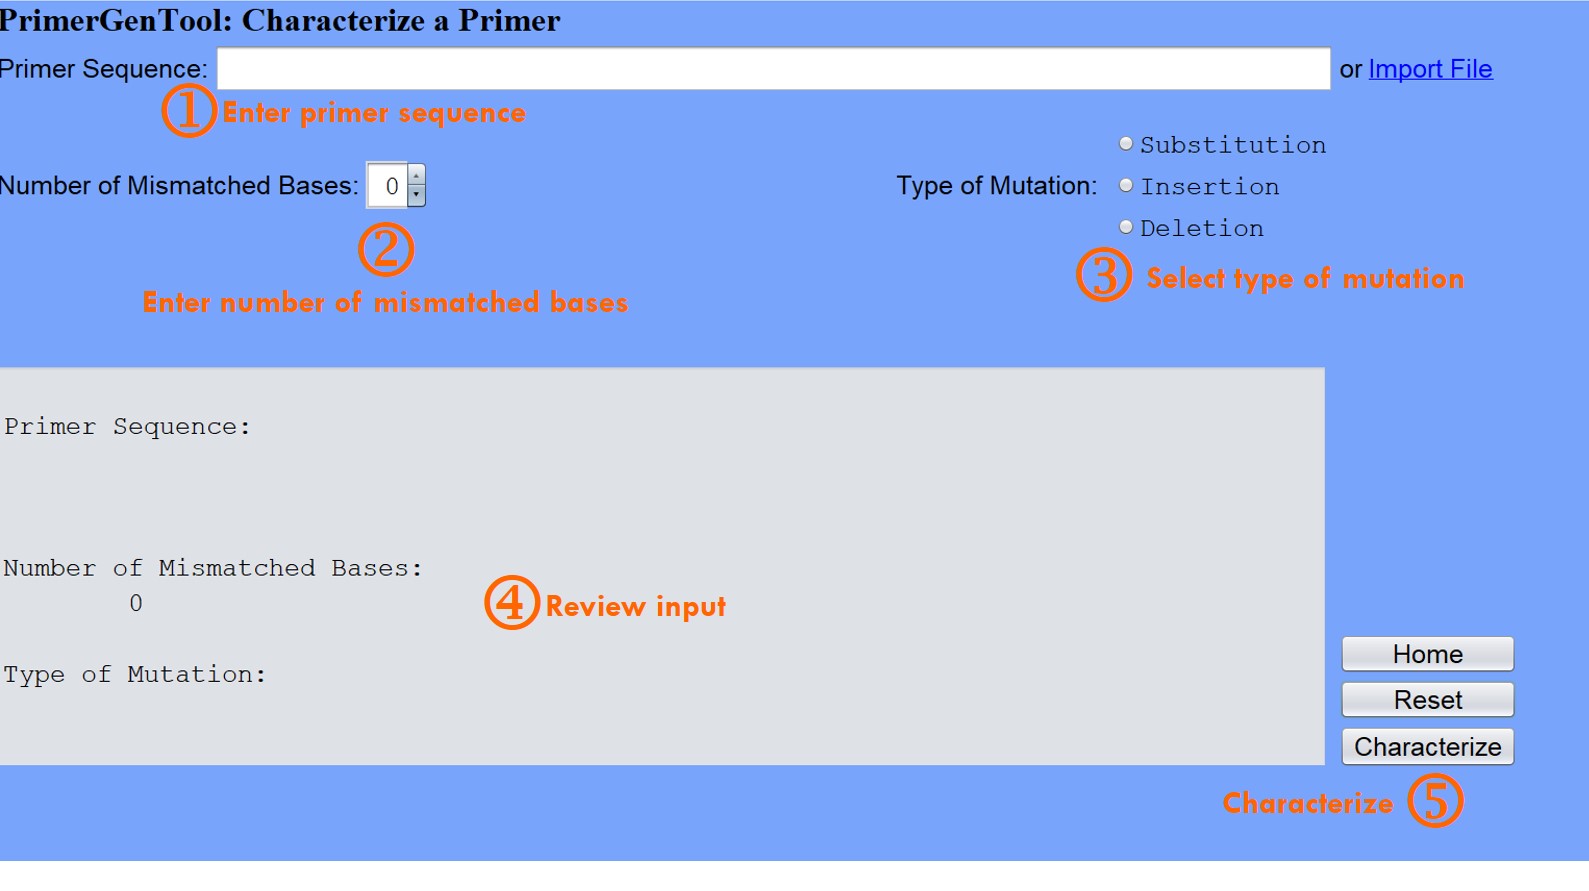 PrimerGenTool: Characterize a Primer
Primer Sequence: or Import File
1 Enter primer sequence
Substitution
Number of Mismatched Bases: 0 Type of Mutation: Insertion
Deletion
2
3 Select type of mutation
Enter number of mismatched bases
Primer Sequence:
Number of Mismatched Bases:
0
4 Review input
Type of Mutation:
Home
Reset
Characterize
Characterize 5